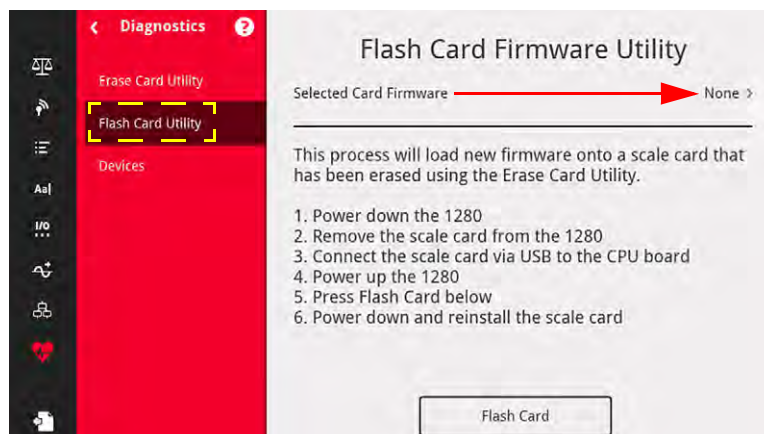 Diagnostics ?
Erase Card Utility
Flash Card Utility
Devices
Aa
I/O
Flash Card Firmware Utility
Selected Card Firmware None >
This process will load new firmware onto a scale card that
has been erased using the Erase Card Utility.
1. Power down the 1280
2. Remove the scale card from the 1280
3. Connect the scale card via USB to the CPU board
4. Power up the 1280
5. Press Flash Card below
6. Power down and reinstall the scale card
Flash Card